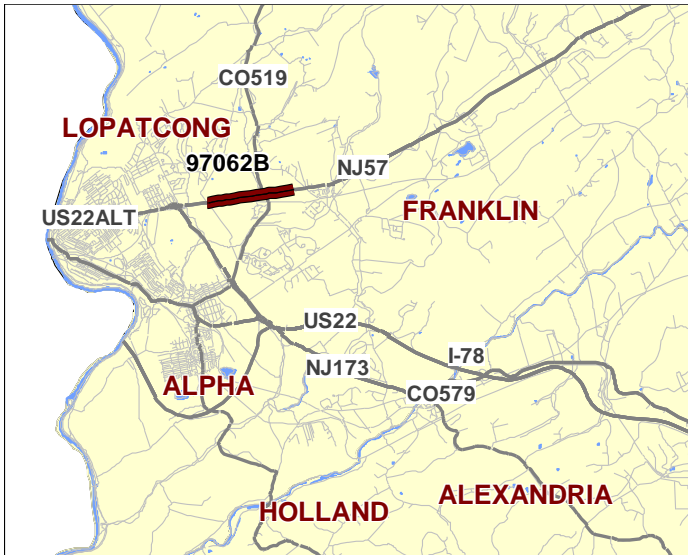 CO519
LOPATCONG
97062B
NJ57
FRANKLIN
US22ALT
US22
I-78
NJ173
ALPHA
CO579
ALEXANDRIA
HOLLAND